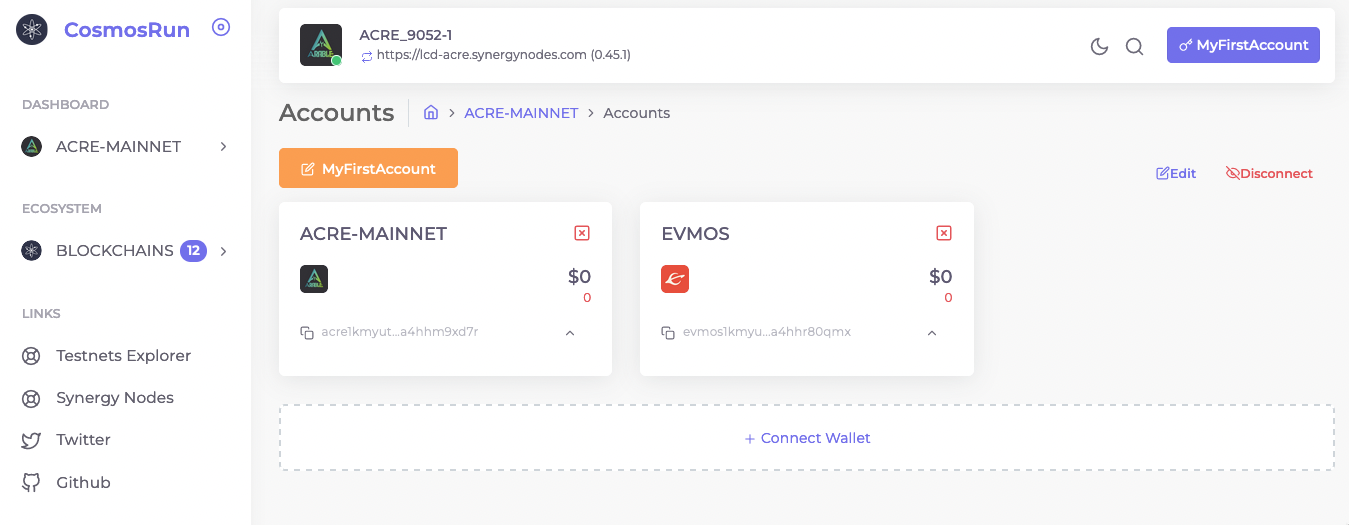 CosmosRun
DASHBOARD
ACRE-MAINNET
ECOSYSTEM
BLOCKCHAINS 12
LINKS
Testnets Explorer
Synergy Nodes
Twitter
Github
ARABLE
ACRE_9052-1
https://lcd-acre.synergynodes.com (0.45.1)
MyFirstAccount
Accounts
ACRE-MAINNET
Accounts
MyFirstAccount
Edit
Disconnect
ACRE-MAINNET
$0
0
acre1kmyut...a4hhm9xd7r
EVMOS
$0
0
evmos1kmyu...a4hhr80qmx
+ Connect Wallet